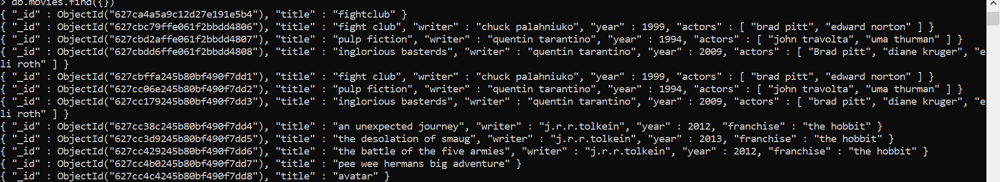 > db.movies.find({})
{ "_id" : ObjectId("627ca4a5a9c12d27e191e5b4"), "title" : "fightclub" }
{ "_id" : ObjectId("627cbc79ffe061f2bbdd4806"), "title" : "fight club", "writer" : "chuck palahniuko", "year" : 1999, "actors" : [ "brad pitt", "edward norton" ] }
{ "_id" : ObjectId("627cbd2affe061f2bbdd4807"), "title" : "pulp fiction", "writer" : "quentin tarantino", "year" : 1994, "actors" : [ "john travolta", "uma thurman" ] }
{ "_id" : ObjectId("627cbdd6ffe061f2bbdd4808"), "title" : "inglorious basterds", "writer" : "quentin tarantino", "year" : 2009, "actors" : [ "Brad pitt", "diane kruger", "e
li roth" ] }
{ "_id" : ObjectId("627cbffa245b80bf490f7dd1"), "title" : "fight club", "writer" : "chuck palahniuko", "year" : 1999, "actors" : [ "brad pitt", "edward norton" ] }
{ "_id" : ObjectId("627cc06e245b80bf490f7dd2"), "title" : "pulp fiction", "writer" : "quentin tarantino", "year" : 1994, "actors" : [ "john travolta", "uma thurman" ] }
{ "_id" : ObjectId("627cc179245b80bf490f7dd3"), "title" : "inglorious basterds", "writer" : "quentin tarantino", "year" : 2009, "actors" : [ "brad pitt", "diane kruger", "e
li roth" ] }
{ "_id" : ObjectId("627cc38c245b80bf490f7dd4"), "title" : "an unexpected journey", "writer" : "j.r.r.tolkein", "year" : 2012, "franchise" : "the hobbit" }
{ "_id" : ObjectId("627cc3d9245b80bf490f7dd5"), "title" : "the desolation of smaug", "writer" : "j.r.r.tolkein", "year" : 2013, "franchise" : "the hobbit" }
{ "_id" : ObjectId("627cc429245b80bf490f7dd6"), "title" : "the battle of the five armies", "writer" : "j.r.r.tolkein", "year" : 2012, "franchise" : "the hobbit" }
{ "_id" : ObjectId("627cc4b0245b80bf490f7dd7"), "title" : "pee wee hermans big adventure" }
{ "_id" : ObjectId("627cc4c4245b80bf490f7dd8"), "title" : "avatar" }